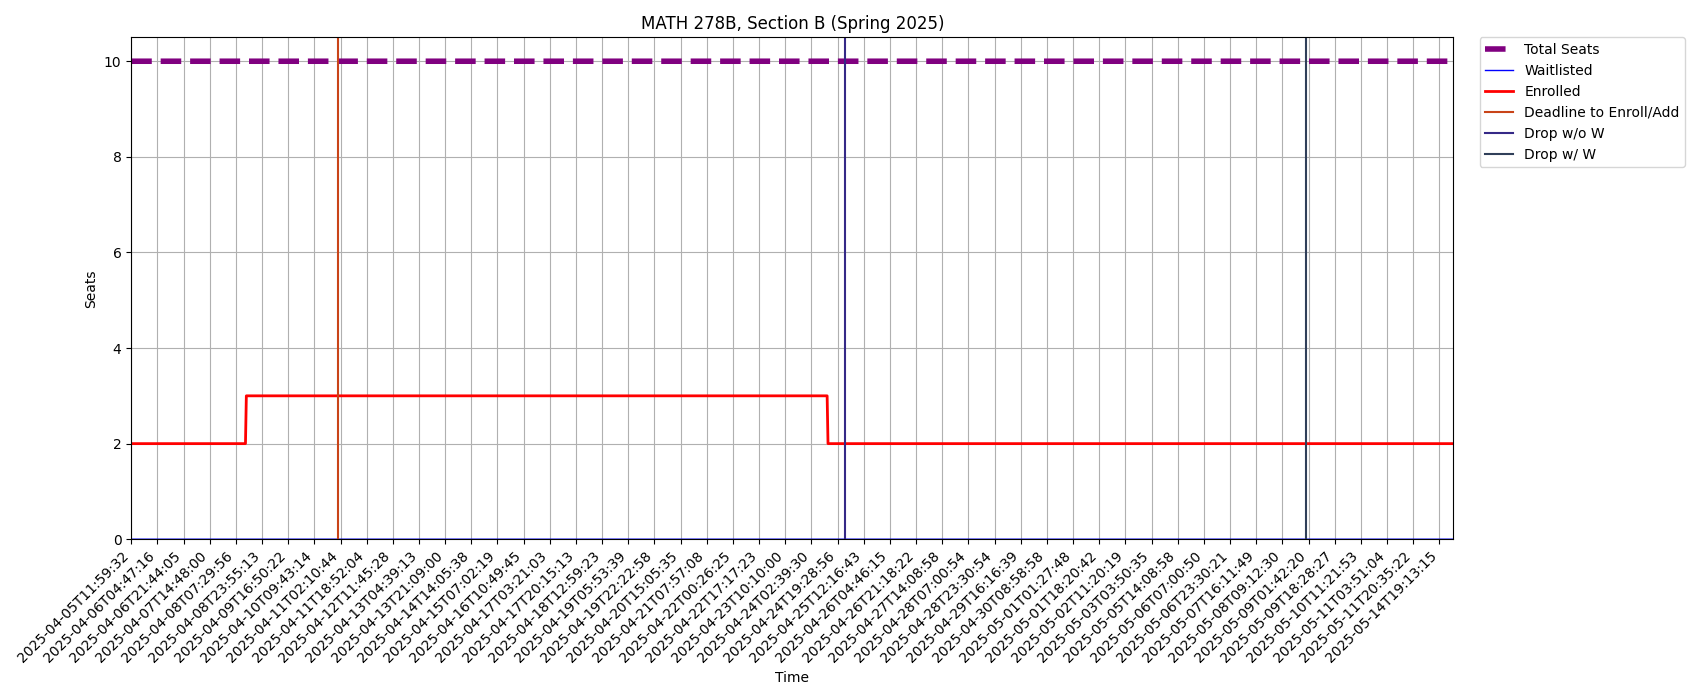 MATH 278B, Section B (Spring 2025)
Total Seats
Waitlisted
Enrolled
Deadline to Enroll/Add
Drop w/o W
Drop w/ W
Seats
10
8
6
4
2
0
2025-04-05T11:59:32
2025-04-06T04:47:16
2025-04-06T21:44:05
2025-04-07T14:48:00
2025-04-08T07:29:56
2025-04-08T23:55:13
2025-04-09T16:50:22
2025-04-10T09:43:14
2025-04-11T02:10:44
2025-04-11T18:52:04
2025-04-12T11:45:28
2025-04-13T04:39:13
2025-04-13T21:09:00
2025-04-14T14:05:38
2025-04-15T07:02:19
2025-04-16T10:49:45
2025-04-17T03:21:03
2025-04-17T20:15:13
2025-04-18T12:59:23
2025-04-19T05:53:39
2025-04-19T22:22:58
2025-04-20T15:05:35
2025-04-21T07:57:08
2025-04-22T00:26:25
2025-04-22T17:17:23
2025-04-23T10:10:00
2025-04-24T02:39:30
2025-04-24T19:28:56
2025-04-25T12:16:43
2025-04-26T04:46:15
2025-04-26T21:18:22
2025-04-27T14:08:58
2025-04-28T07:00:54
2025-04-28T23:30:54
2025-04-29T16:16:39
2025-04-30T08:58:58
2025-05-01T01:27:48
2025-05-01T18:20:42
2025-05-02T11:20:19
2025-05-03T03:50:35
2025-05-05T14:08:58
2025-05-06T07:00:50
2025-05-06T23:30:21
2025-05-07T16:11:49
2025-05-08T09:12:30
2025-05-09T01:42:20
2025-05-09T18:28:27
2025-05-10T11:21:53
2025-05-11T03:51:04
2025-05-11T20:35:22
2025-05-14T19:13:15
Time